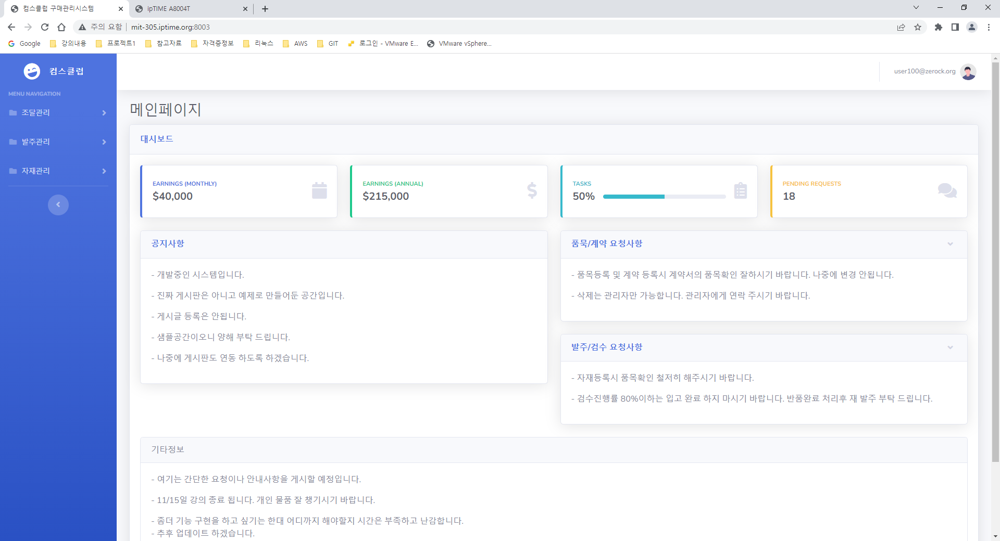 컴스클럽 구매관리시스템
ipTIME A8004T
주의 요함
mit-305.iptime.org:8003
Google
강의내용
프로젝트1
참고자료
자격증정보
리눅스
AWS
GIT
로그인 - VMware E...
VMware vSphere...
컴스클럽
MENU NAVIGATION
조달관리
발주관리
자재관리
user100@zerock.org
메인페이지
대시보드
EARNINGS (MONTHLY)
$40,000
EARNINGS (ANNUAL)
$215,000
TASKS
50%
PENDING REQUESTS
18
공지사항
- 개발중인 시스템입니다.
- 진짜 게시판은 아니고 예제로 만들어둔 공간입니다.
- 게시글 등록은 안됩니다.
- 샘플공간이오니 양해 부탁 드립니다.
- 나중에 게시판도 연동 하도록 하겠습니다.
품목/계약 요청사항
- 품목등록 및 계약 등록시 계약서의 품목확인 잘하시기 바랍니다. 나중에 변경 안됩니다.
- 삭제는 관리자만 가능합니다. 관리자에게 연락 주시기 바랍니다.
발주/검수 요청사항
- 자재등록시 품목확인 철저히 해주시기 바랍니다.
- 검수진행률 80%이하는 입고 완료 하지 마시기 바랍니다. 반품완료 처리후 재 발주 부탁 드립니다.
기타정보
- 여기는 간단한 요청이나 안내사항을 게시할 예정입니다.
- 11/15일 강의 종료 됩니다. 개인 물품 잘 챙기시기 바랍니다.
- 좀더 기능 구현을 하고 싶기는 한대 어디까지 해야할지 시간은 부족하고 난감합니다.
- 추후 업데이트 하겠습니다.